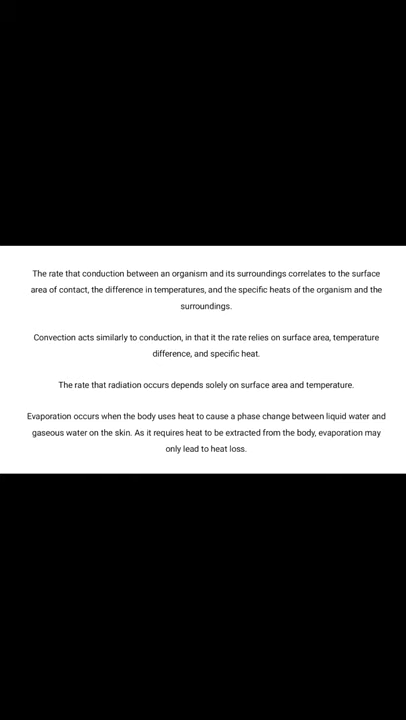 The rate that conduction between an organism and its surroundings correlates to the surface
area of contact, the difference in temperatures, and the specific heats of the organism and the
surroundings.
Convection acts similarly to conduction, in that it the rate relies on surface area, temperature
difference, and specific heat.
The rate that radiation occurs depends solely on surface area and temperature.
Evaporation occurs when the body uses heat to cause a phase change between liquid water and
gaseous water on the skin. As it requires heat to be extracted from the body, evaporation may
only lead to heat loss.